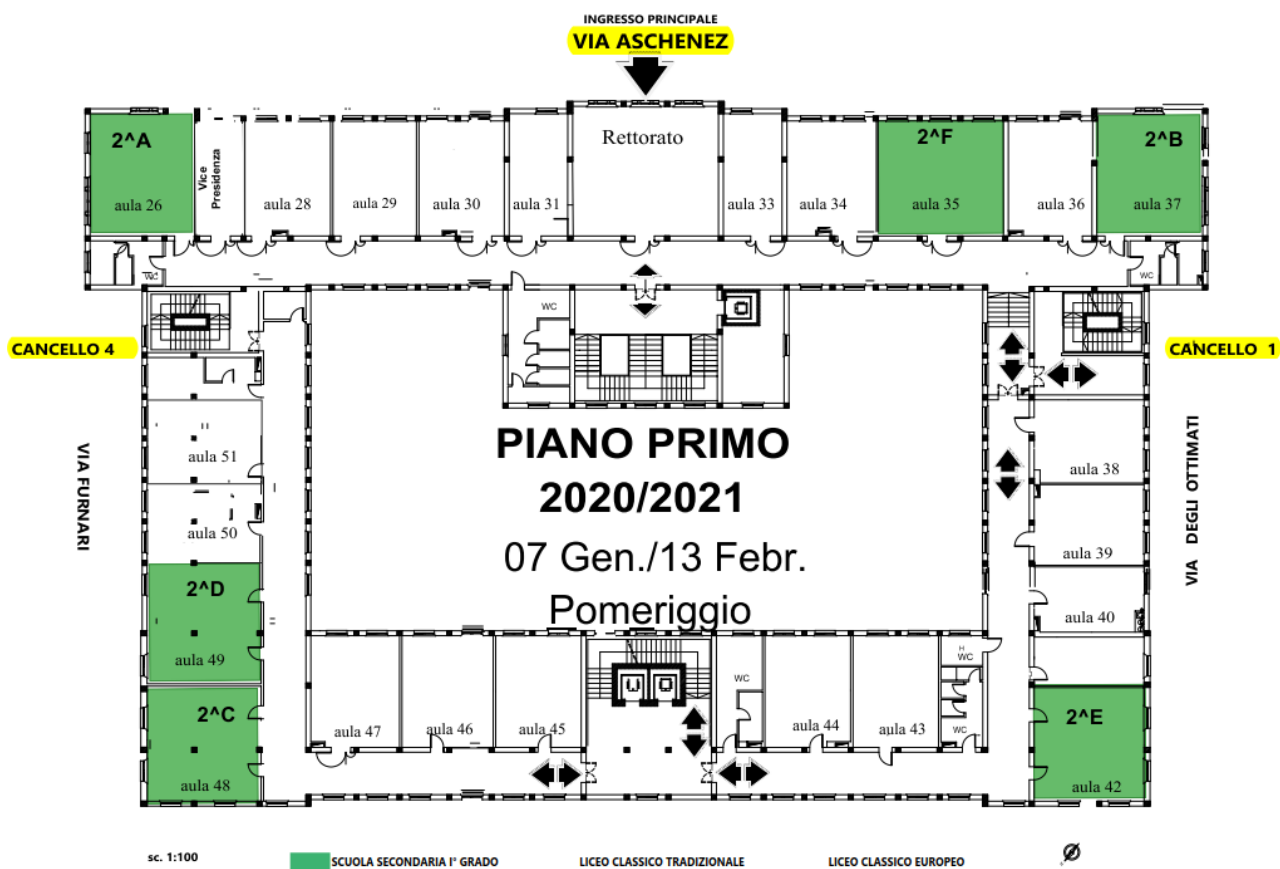 INGRESSO PRINCIPALE
VIA ASCHENEZ
2^A
aula 26
Vice
Presidenza
aula 28
aula 29
aula 30
aula 31
Rettorato
aula 33
aula 34
2^F
aula 35
aula 36
2^B
aula 37
WC
WC
WC
CANCELLO 4
CANCELLO 1
VIA FURNARI
VIA DEGLI OTTIMATI
aula 51
aula 50
2^D
aula 49
2^C
aula 48
PIANO PRIMO
2020/2021
07 Gen./13 Febr.
Pomeriggio
aula 38
aula 39
aula 40
aula 47
aula 46
aula 45
WC
aula 44
aula 43
H
WC
WC
2^E
aula 42
sc. 1:100
SCUOLA SECONDARIA I° GRADO
LICEO CLASSICO TRADIZIONALE
LICEO CLASSICO EUROPEO